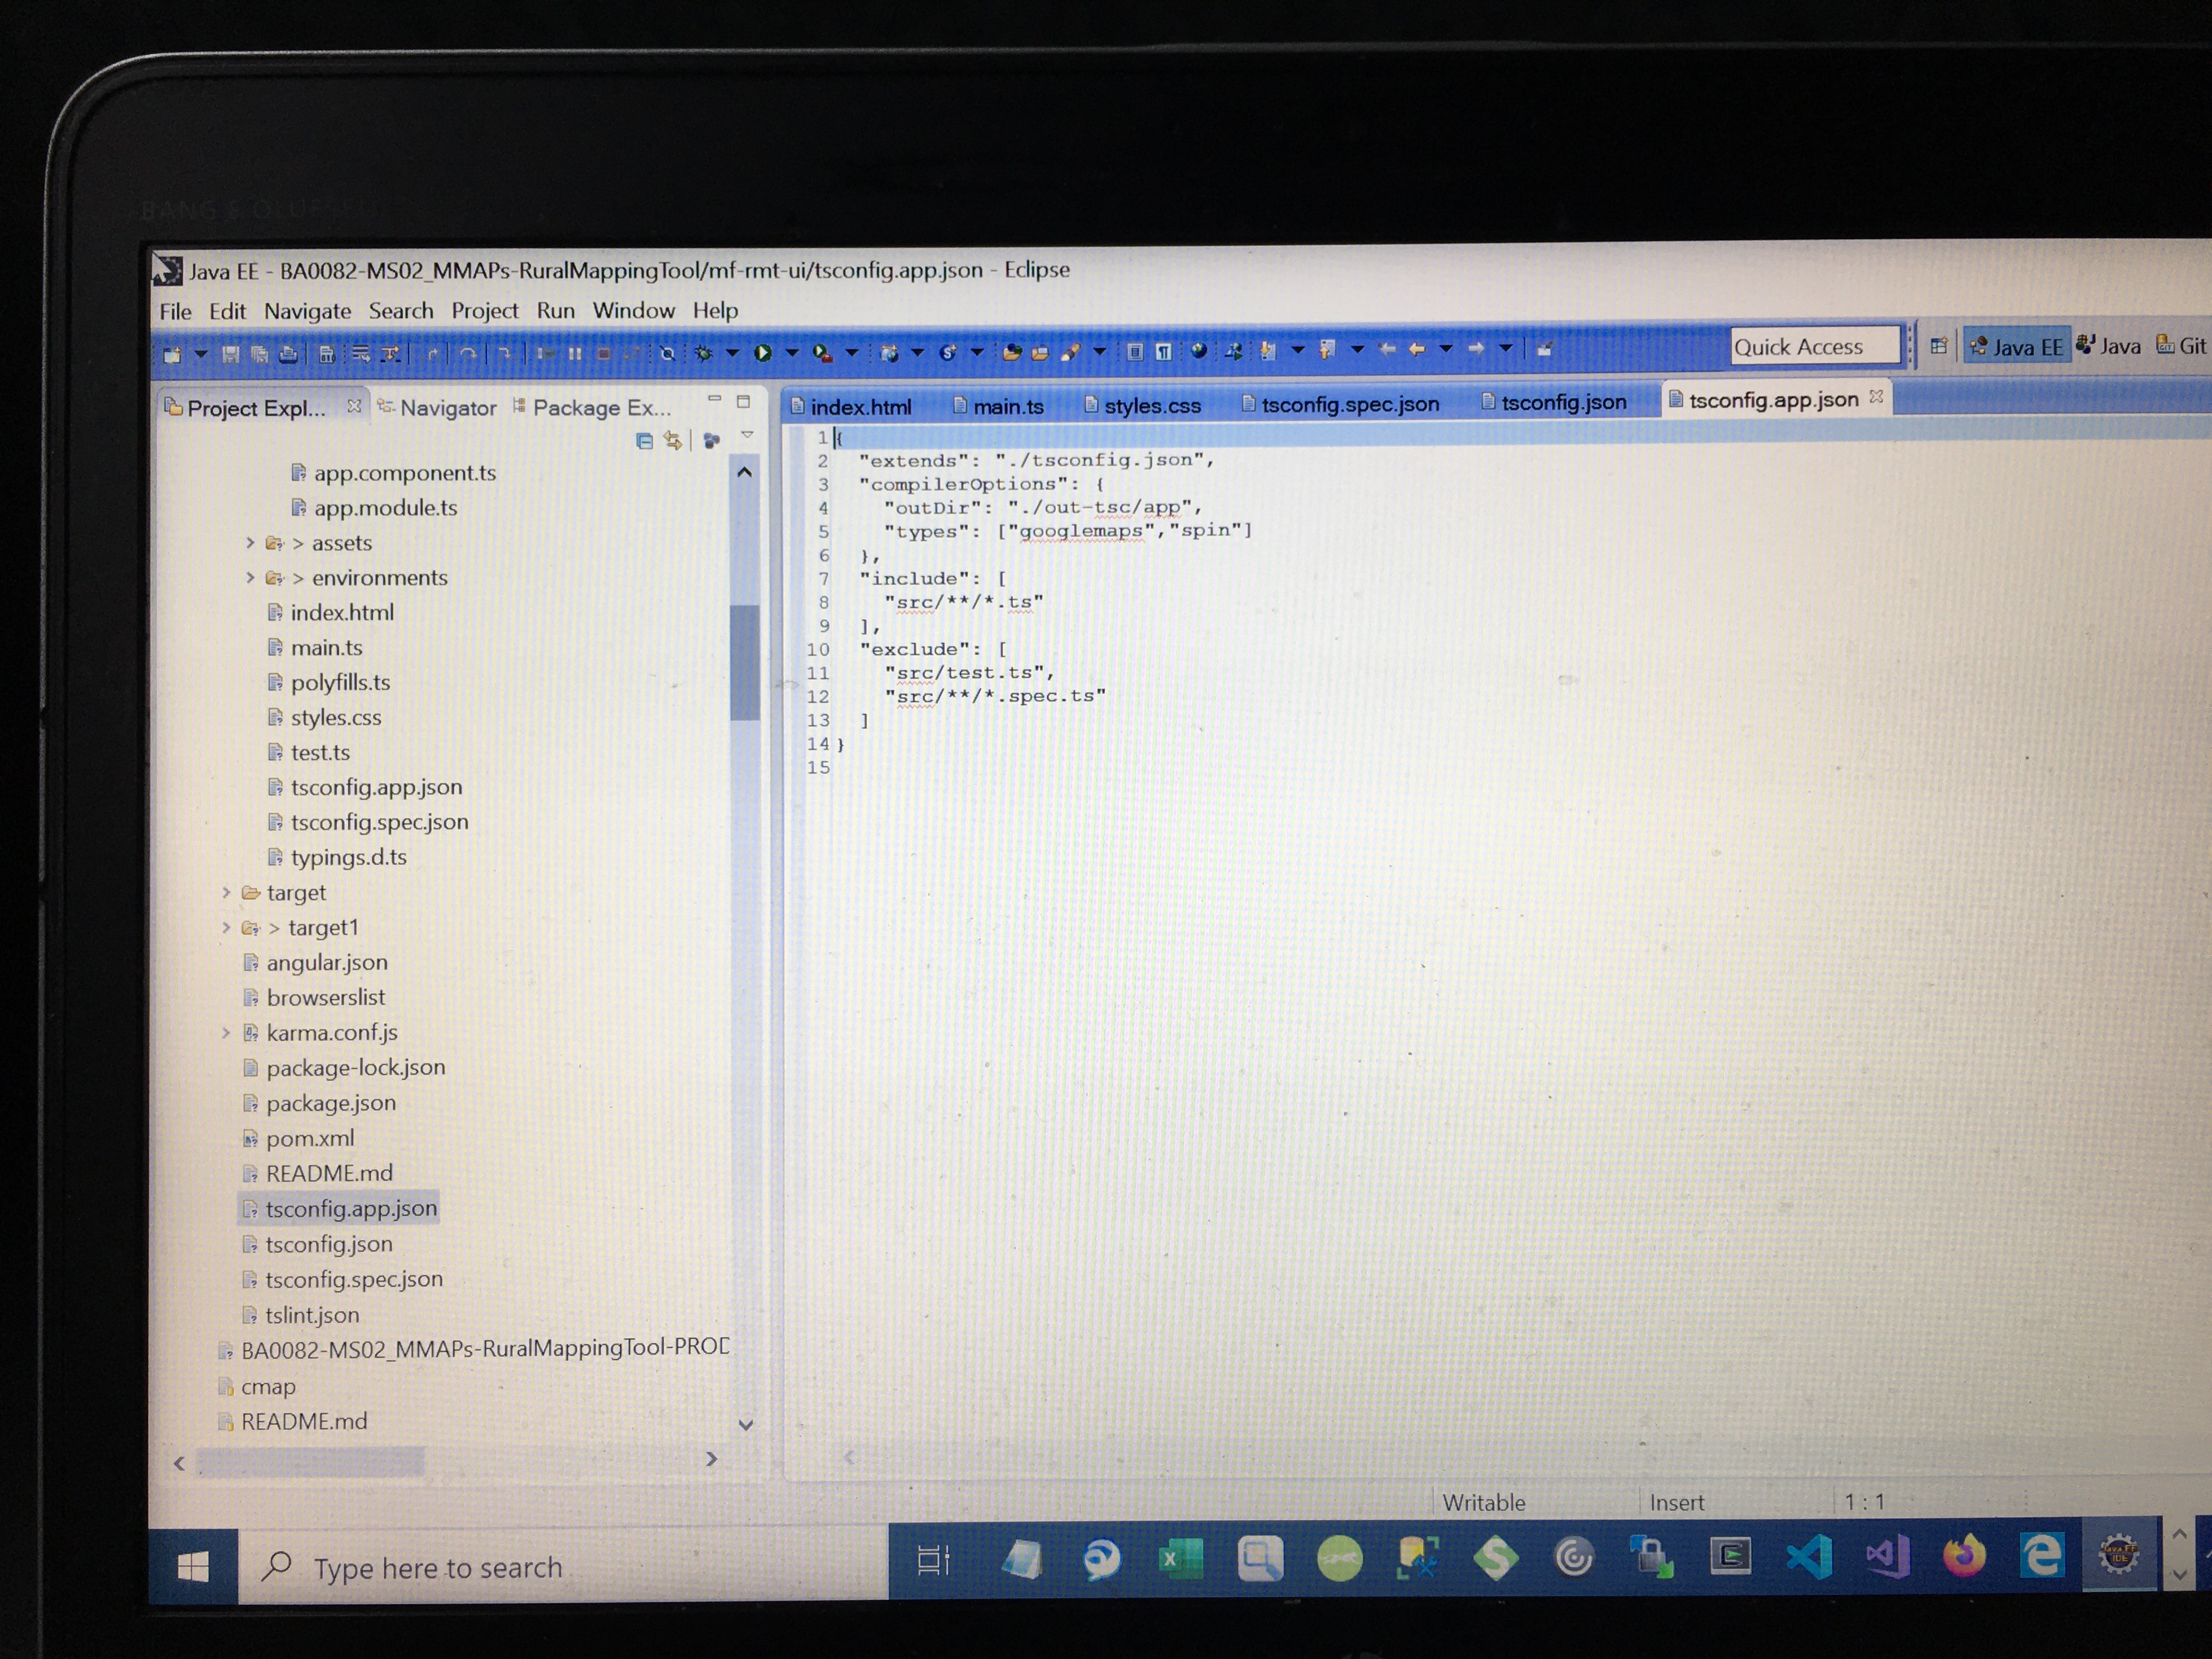 BANG & OLUFSEN
Java EE - BA0082-MS02_MMAPs-RuralMappingTool/mf-rmt-ui/tsconfig.app.json - Eclipse
File Edit Navigate Search Project Run Window Help
Quick Access Java EE Java Git
Project Expl... Navigator Package Ex...
index.html main.ts styles.css tsconfig.spec.json tsconfig.json tsconfig.app.json
app.component.ts
app.module.ts
> assets
> environments
index.html
main.ts
polyfills.ts
styles.css
test.ts
tsconfig.app.json
tsconfig.spec.json
typings.d.ts
target
> target1
angular.json
browserslist
karma.conf.js
package-lock.json
package.json
pom.xml
README.md
tsconfig.app.json
tsconfig.json
tsconfig.spec.json
tslint.json
BA0082-MS02_MMAPs-RuralMappingTool-PROD
cmap
README.md
1 {
2 "extends": "./tsconfig.json",
3 "compilerOptions": {
4 "outDir": "./out-tsc/app",
5 "types": ["googlemaps","spin"]
6 },
7 "include": [
8 "src/**/*.ts"
9 ],
10 "exclude": [
11 "src/test.ts",
12 "src/**/*.spec.ts"
13 ]
14 }
15
Writable Insert 1 : 1
Type here to search